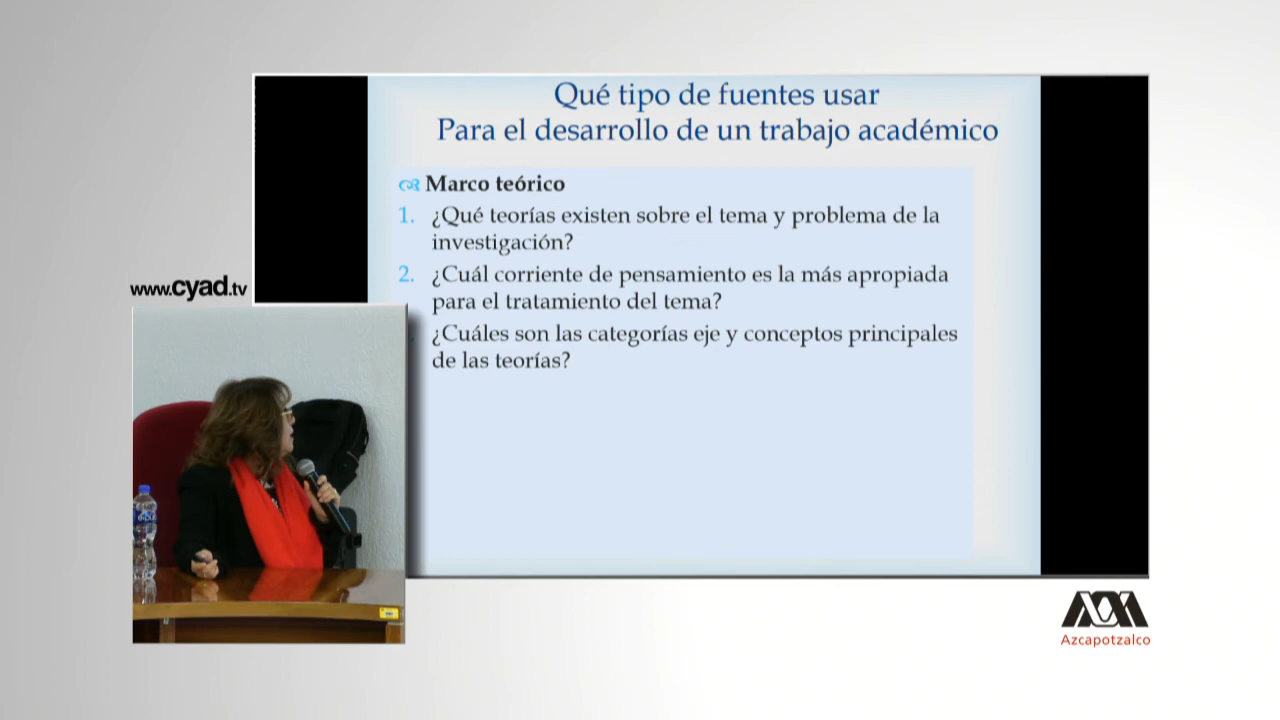 Qué tipo de fuentes usar
Para el desarrollo de un trabajo académico
Marco teórico
1. ¿Qué teorías existen sobre el tema y problema de la
investigación?
2. ¿Cuál corriente de pensamiento es la más apropiada
para el tratamiento del tema?
¿Cuáles son las categorías eje y conceptos principales
de las teorías?
www.cyad.tv
Azcapotzalco